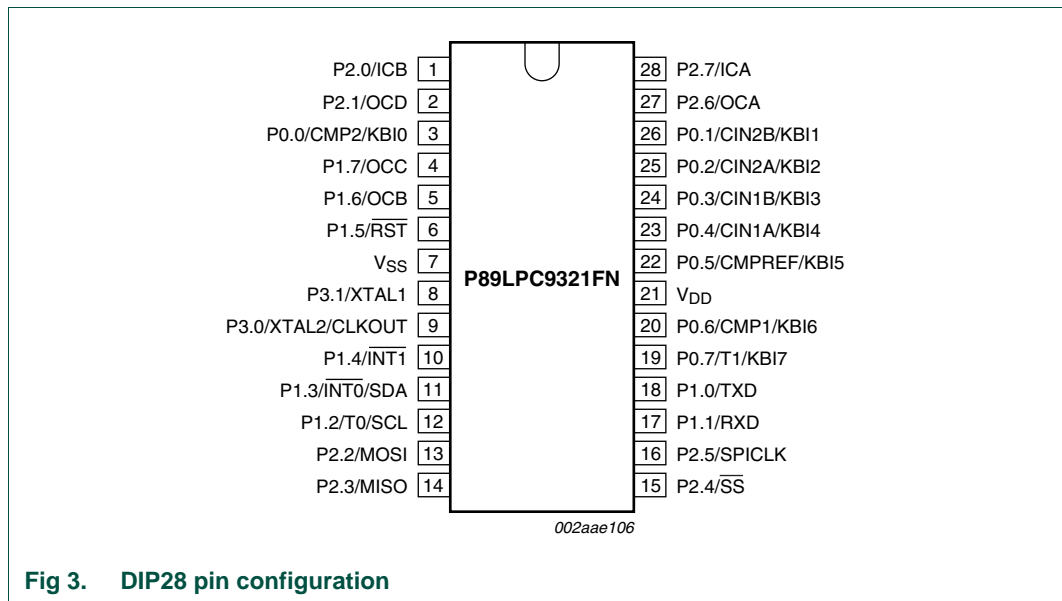 P2.0/ICB 1
P2.1/OCD 2
P0.0/CMP2/KBI0 3
P1.7/OCC 4
P1.6/OCB 5
P1.5/R̅S̅T̅ 6
VSS 7
P3.1/XTAL1 8
P3.0/XTAL2/CLKOUT 9
P1.4/I̅N̅T̅1̅ 10
P1.3/I̅N̅T̅0̅/SDA 11
P1.2/T0/SCL 12
P2.2/MOSI 13
P2.3/MISO 14
P89LPC9321FN
28 P2.7/ICA
27 P2.6/OCA
26 P0.1/CIN2B/KBI1
25 P0.2/CIN2A/KBI2
24 P0.3/CIN1B/KBI3
23 P0.4/CIN1A/KBI4
22 P0.5/CMPREF/KBI5
21 VDD
20 P0.6/CMP1/KBI6
19 P0.7/T1/KBI7
18 P1.0/TXD
17 P1.1/RXD
16 P2.5/SPICLK
15 P2.4/S̅S̅
002aae106
Fig 3. DIP28 pin configuration